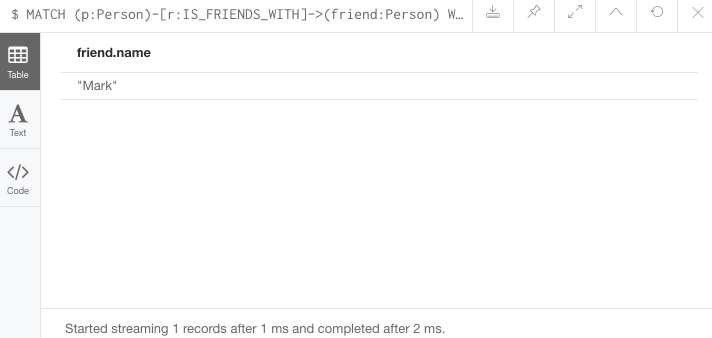 $ MATCH (p:Person)-[r:IS_FRIENDS_WITH]->(friend:Person) W…
Table
friend.name
"Mark"
A
Text
</>
Code
Started streaming 1 records after 1 ms and completed after 2 ms.